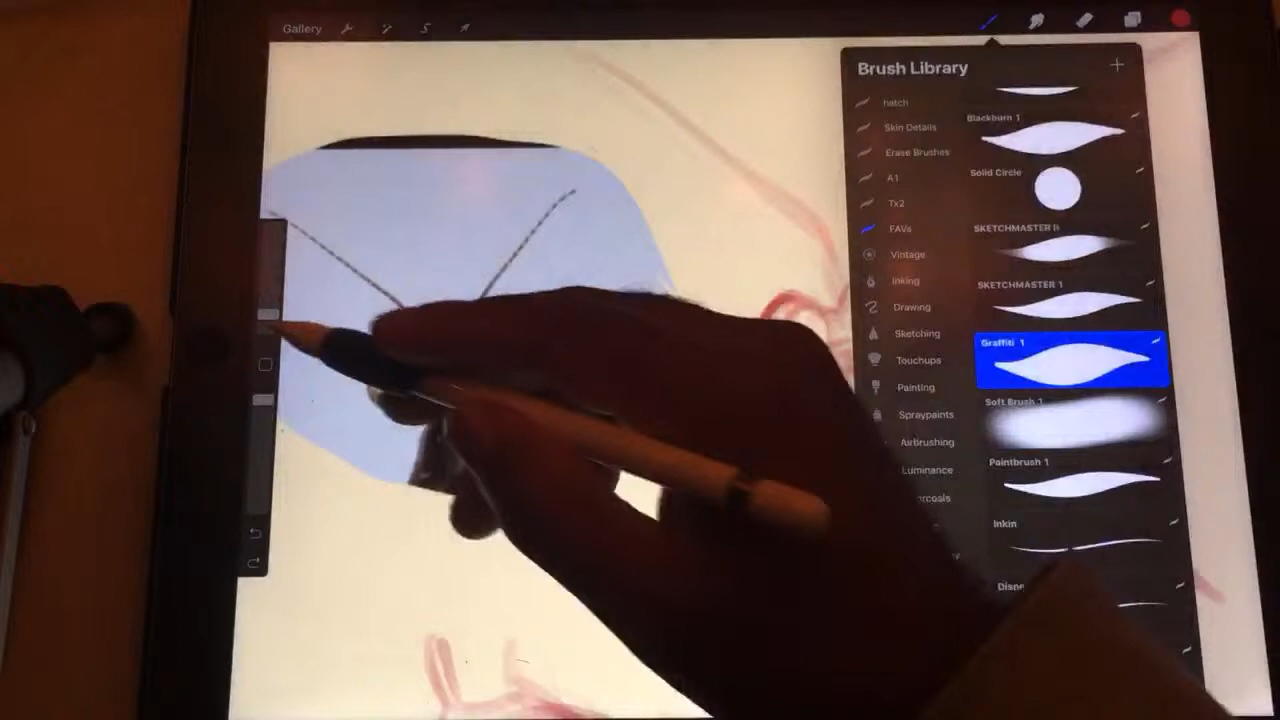 Gallery
Brush Library
hatch
Skin Details
Erase Brushes
A1
Tx2
FAVs
Vintage
Inking
Drawing
Sketching
Touchups
Painting
Spraypaints
Airbrushing
Luminance
Blackburn 1
Solid Circle
SKETCHMASTER II
SKETCHMASTER 1
Graffiti 1
Soft Brush 1
Paintbrush 1
Inkin